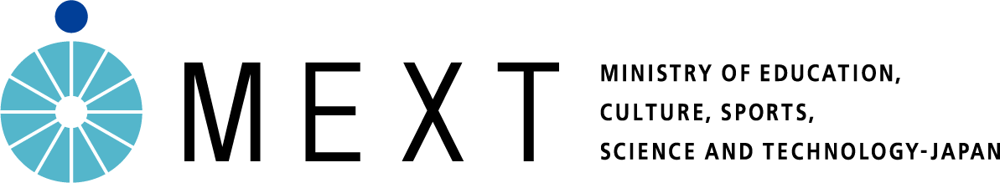 MEXT
MINISTRY OF EDUCATION,
CULTURE, SPORTS,
SCIENCE AND TECHNOLOGY-JAPAN